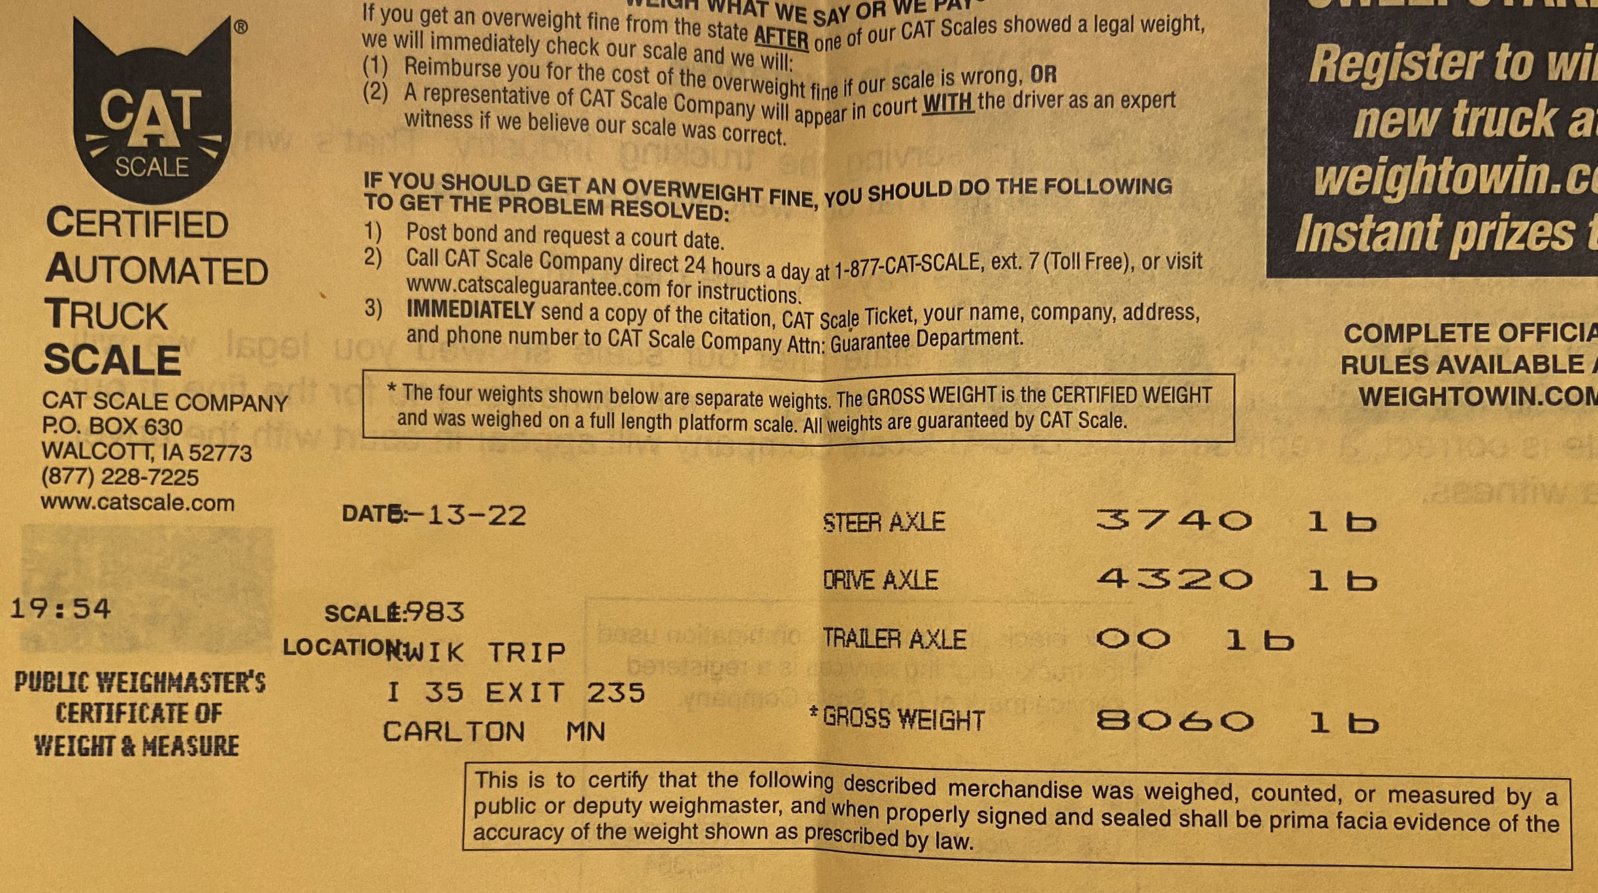 WEIGH WHAT WE SAY OR WE PAY"
If you get an overweight fine from the state AFTER one of our CAT Scales showed a legal weight,
we will immediately check our scale and we will:
(1) Reimburse you for the cost of the overweight fine if our scale is wrong, OR
(2) A representative of CAT Scale Company will appear in court WITH the driver as an expert
witness if we believe our scale was correct.
IF YOU SHOULD GET AN OVERWEIGHT FINE, YOU SHOULD DO THE FOLLOWING
TO GET THE PROBLEM RESOLVED:
1) Post bond and request a court date.
2) Call CAT Scale Company direct 24 hours a day at 1-877-CAT-SCALE, ext. 7 (Toll Free), or visit
www.catscaleguarantee.com for instructions.
3) IMMEDIATELY send a copy of the citation, CAT Scale Ticket, your name, company, address,
and phone number to CAT Scale Company Attn: Guarantee Department.
* The four weights shown below are separate weights. The GROSS WEIGHT is the CERTIFIED WEIGHT
and was weighed on a full length platform scale. All weights are guaranteed by CAT Scale.
®
CAT
SCALE
CERTIFIED
AUTOMATED
TRUCK
SCALE
CAT SCALE COMPANY
P.O. BOX 630
WALCOTT, IA 52773
(877) 228-7225
www.catscale.com
19:54
PUBLIC WEIGHMASTER'S
CERTIFICATE OF
WEIGHT & MEASURE
Register to wi
new truck a
weightowin.c
Instant prizes t
COMPLETE OFFICIA
RULES AVAILABLE A
WEIGHTOWIN.COM
DATE: -13-22
SCALE: 983
LOCATION: KWIK TRIP
I 35 EXIT 235
CARLTON MN
STEER AXLE 3740 lb
DRIVE AXLE 4320 lb
TRAILER AXLE 00 lb
*GROSS WEIGHT 8060 lb
This is to certify that the following described merchandise was weighed, counted, or measured by a
public or deputy weighmaster, and when properly signed and sealed shall be prima facia evidence of the
accuracy of the weight shown as prescribed by law.